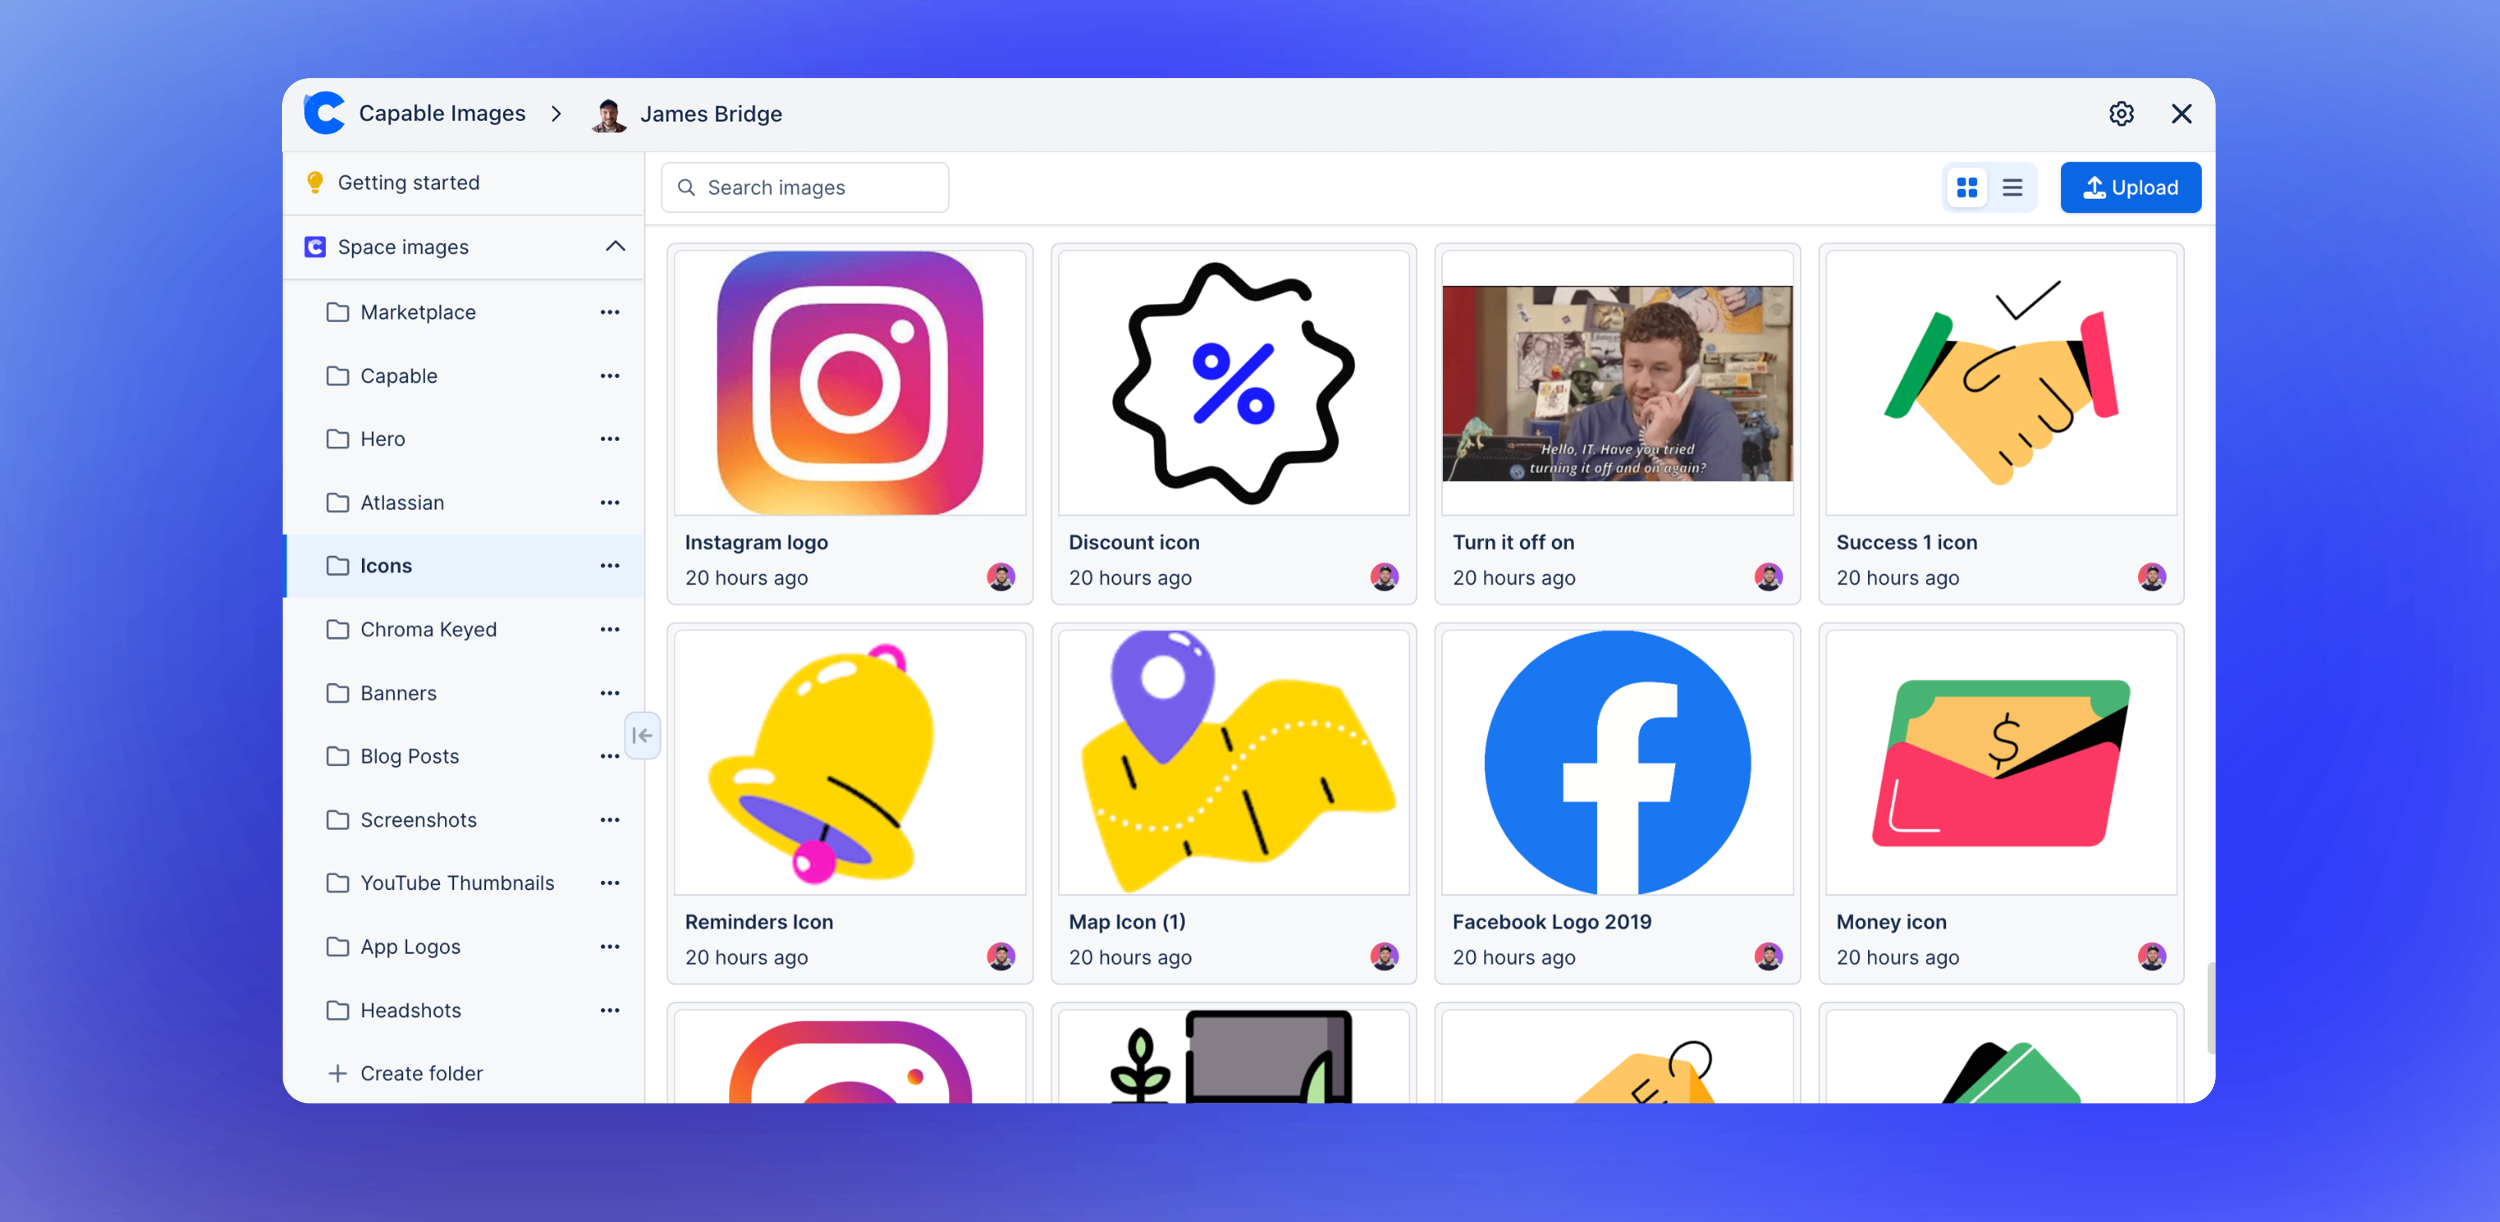 Capable Images
James Bridge
Getting started
Space images
Marketplace
Capable
Hero
Atlassian
Icons
Chroma Keyed
Banners
Blog Posts
Screenshots
YouTube Thumbnails
App Logos
Headshots
Create folder
Search images
Upload
Hello, IT. Have you tried
turning it off and on again?
Instagram logo
20 hours ago
Discount icon
20 hours ago
Turn it off on
20 hours ago
Success 1 icon
20 hours ago
%
$
Reminders Icon
20 hours ago
Map Icon (1)
20 hours ago
Facebook Logo 2019
20 hours ago
Money icon
20 hours ago